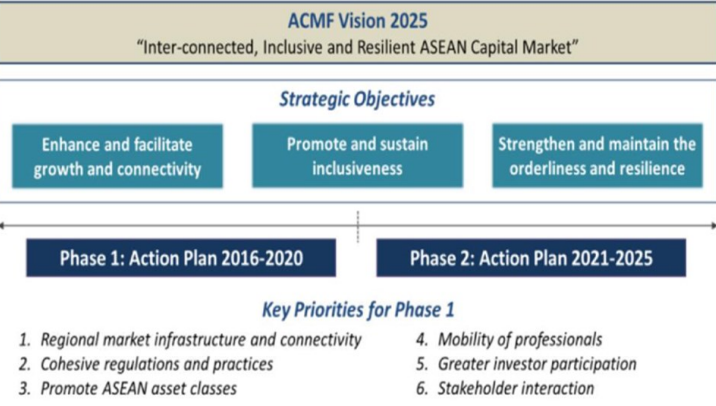 ACMF Vision 2025
“Inter-connected, Inclusive and Resilient ASEAN Capital Market”
Strategic Objectives
Enhance and facilitate
growth and connectivity
Promote and sustain
inclusiveness
Strengthen and maintain the
orderliness and resilience
Phase 1: Action Plan 2016-2020
Phase 2: Action Plan 2021-2025
Key Priorities for Phase 1
1. Regional market infrastructure and connectivity
2. Cohesive regulations and practices
3. Promote ASEAN asset classes
4. Mobility of professionals
5. Greater investor participation
6. Stakeholder interaction